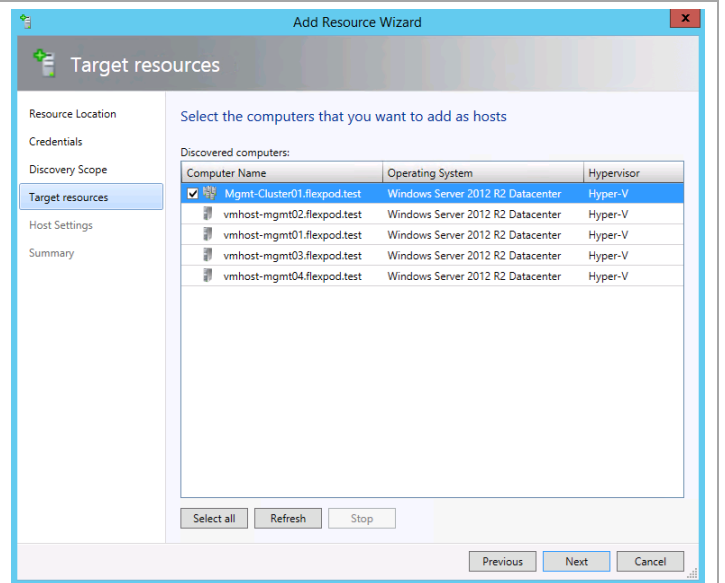 Add Resource Wizard
x
Target resources
Resource Location
Credentials
Discovery Scope
Target resources
Host Settings
Summary
Select the computers that you want to add as hosts
Discovered computers:
Computer Name Operating System Hypervisor
Mgmt-Cluster01.flexpod.test Windows Server 2012 R2 Datacenter Hyper-V
vmhost-mgmt02.flexpod.test Windows Server 2012 R2 Datacenter Hyper-V
vmhost-mgmt01.flexpod.test Windows Server 2012 R2 Datacenter Hyper-V
vmhost-mgmt03.flexpod.test Windows Server 2012 R2 Datacenter Hyper-V
vmhost-mgmt04.flexpod.test Windows Server 2012 R2 Datacenter Hyper-V
Select all Refresh Stop
Previous Next Cancel